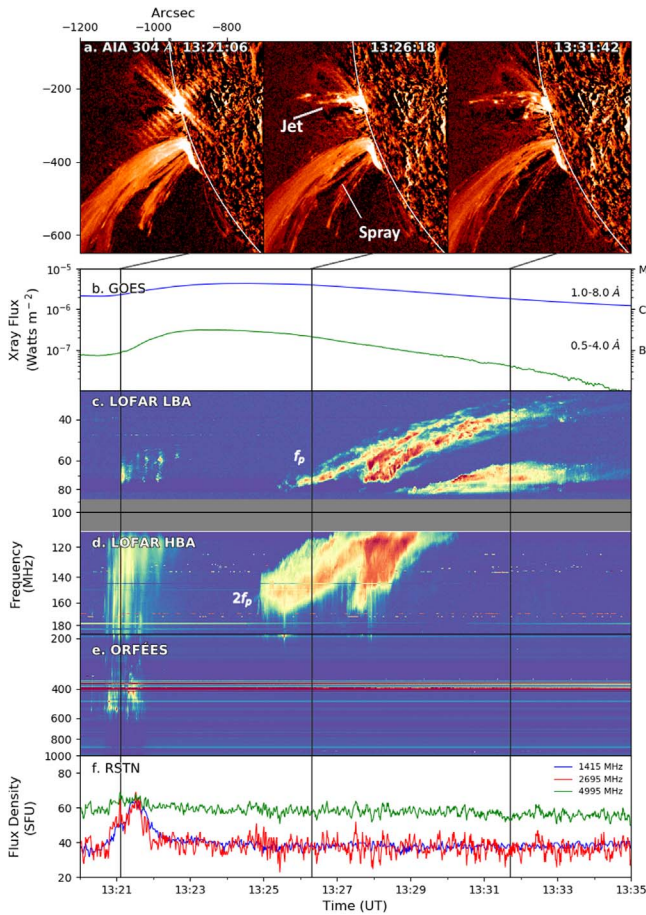 Arcsec
−1200 −1000 −800
a. AIA 304 Å 13:21:06 13:26:18 13:31:42
−200
Jet
−400
Spray
−600
10⁻⁵ M
b. GOES
1.0-8.0 Å
10⁻⁶ C
Xray Flux
(Watts m⁻²)
0.5-4.0 Å
10⁻⁷ B
c. LOFAR LBA
40
fₚ
60
80
100
d. LOFAR HBA
120
Frequency
(MHz)
140
2fₚ
160
180
200
e. ORFÉES
400
600
800
1000
f. RSTN
80
1415 MHz
2695 MHz
4995 MHz
Flux Density
(SFU)
60
40
20
13:21 13:23 13:25 13:27 13:29 13:31 13:33 13:35
Time (UT)